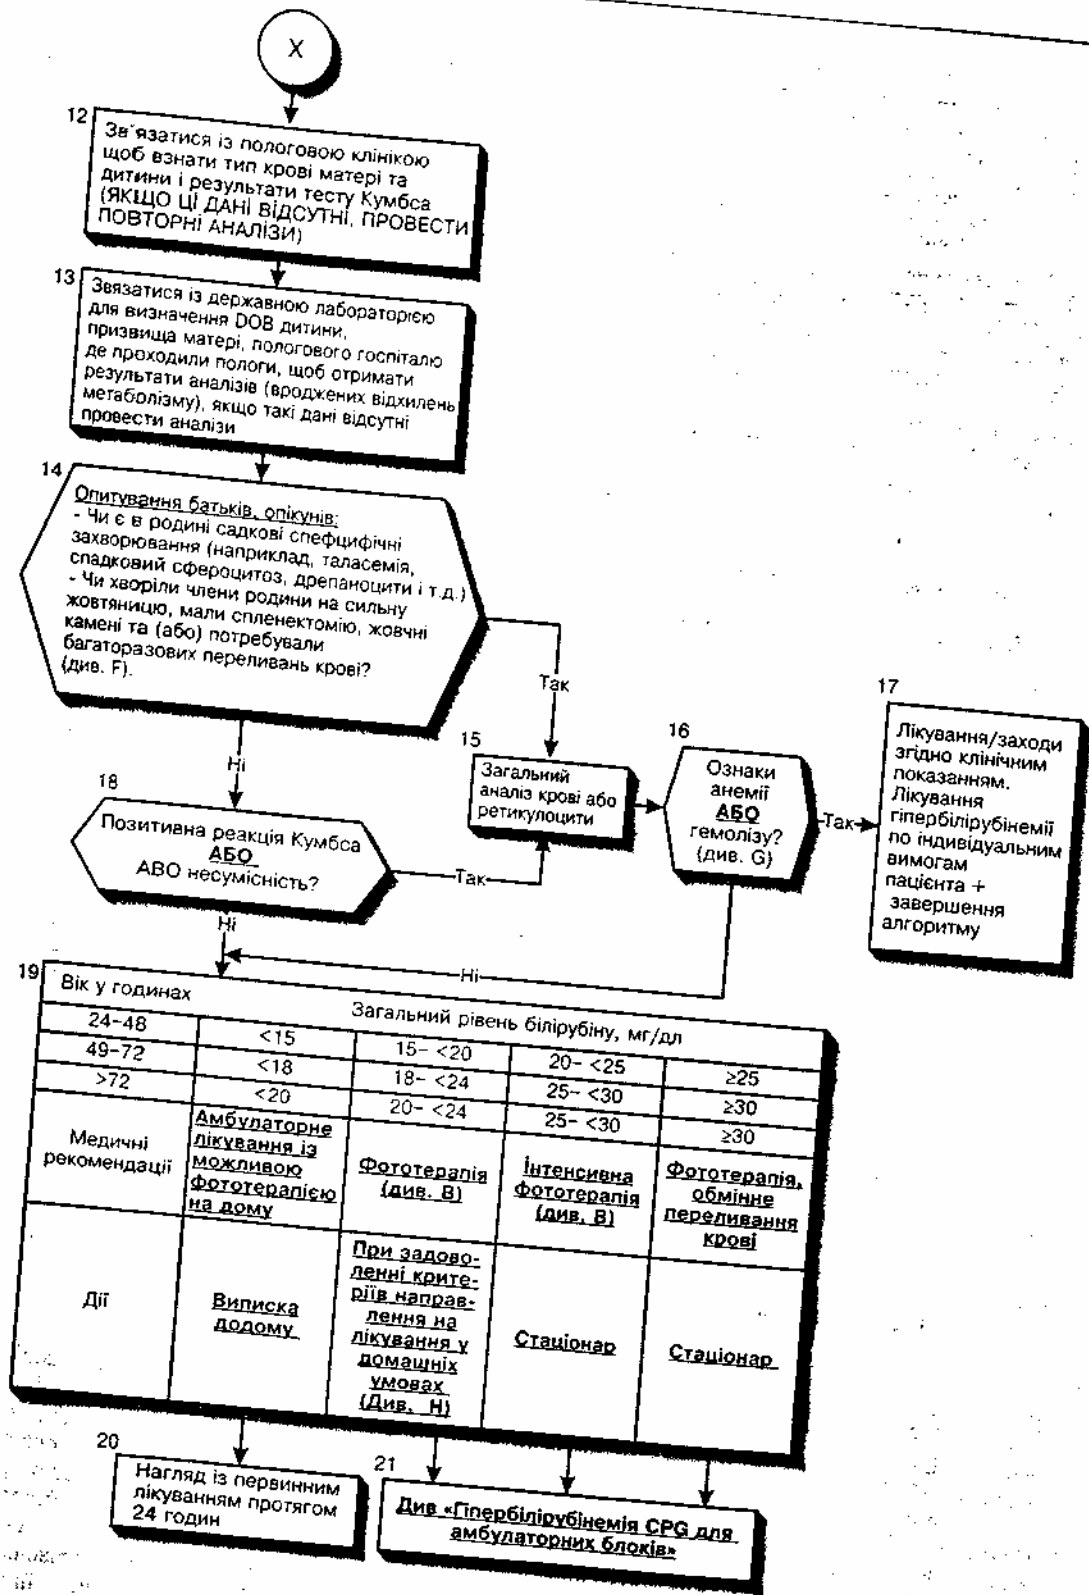 X
12
Зв'язатися із пологовою клінікою
щоб взнати тип крові матері та
дитини і результати тесту Кумбса
(ЯКЩО ЦІ ДАНІ ВІДСУТНІ, ПРОВЕСТИ
ПОВТОРНІ АНАЛІЗИ)
13
Звязатися із державною лабораторією
для визначення DOB дитини,
призвища матері, пологового госпіталю
де проходили пологи, щоб отримати
результати аналізів (вроджених відхилень
метаболізму), якщо такі дані відсутні
провести аналізи
14
Опитування батьків, опікунів:
- Чи є в родині садкові спефцифічні
захворювання (наприклад, таласемія,
спадковий сфероцитоз, дрепаноцити і т.д.)
- Чи хворіли члени родини на сильну
жовтяницю, мали спленектомію, жовчні
камені та (або) потребували
багаторазових переливань крові?
(див. F).
Так
Ні
15
Загальний
аналіз крові або
ретикулоцити
16
Ознаки
анемії
АБО
гемолізу?
(див. G)
Так
17
Лікування/заходи
згідно клінічним
показанням.
Лікування
гіпербілірубінемії
по індивідуальним
вимогам
пацієнта +
завершення
алгоритму
18
Позитивна реакція Кумбса
АБО
АВО несумісність?
Так
Ні
Ні
19
Вік у годинах Загальний рівень білірубіну, мг/дл
24-48 <15 15- <20 20- <25 ≥25
49-72 <18 18- <24 25- <30 ≥30
>72 <20 20- <24 25- <30 ≥30
Медичні
рекомендації
Амбулаторне
лікування із
можливою
фототерапією
на дому
Фототерапія
(див. В)
Інтенсивна
фототерапія
(див. В)
Фототерапія,
обмінне
переливання
крові
Дії
Виписка
додому
При задово-
ленні крите-
ріїв направ-
лення на
лікування у
домашніх
умовах
(Див. Н)
Стаціонар
Стаціонар
20
Нагляд із первинним
лікуванням протягом
24 годин
21
Див «Гіпербілірубінемія CPG для
амбулаторних блоків»